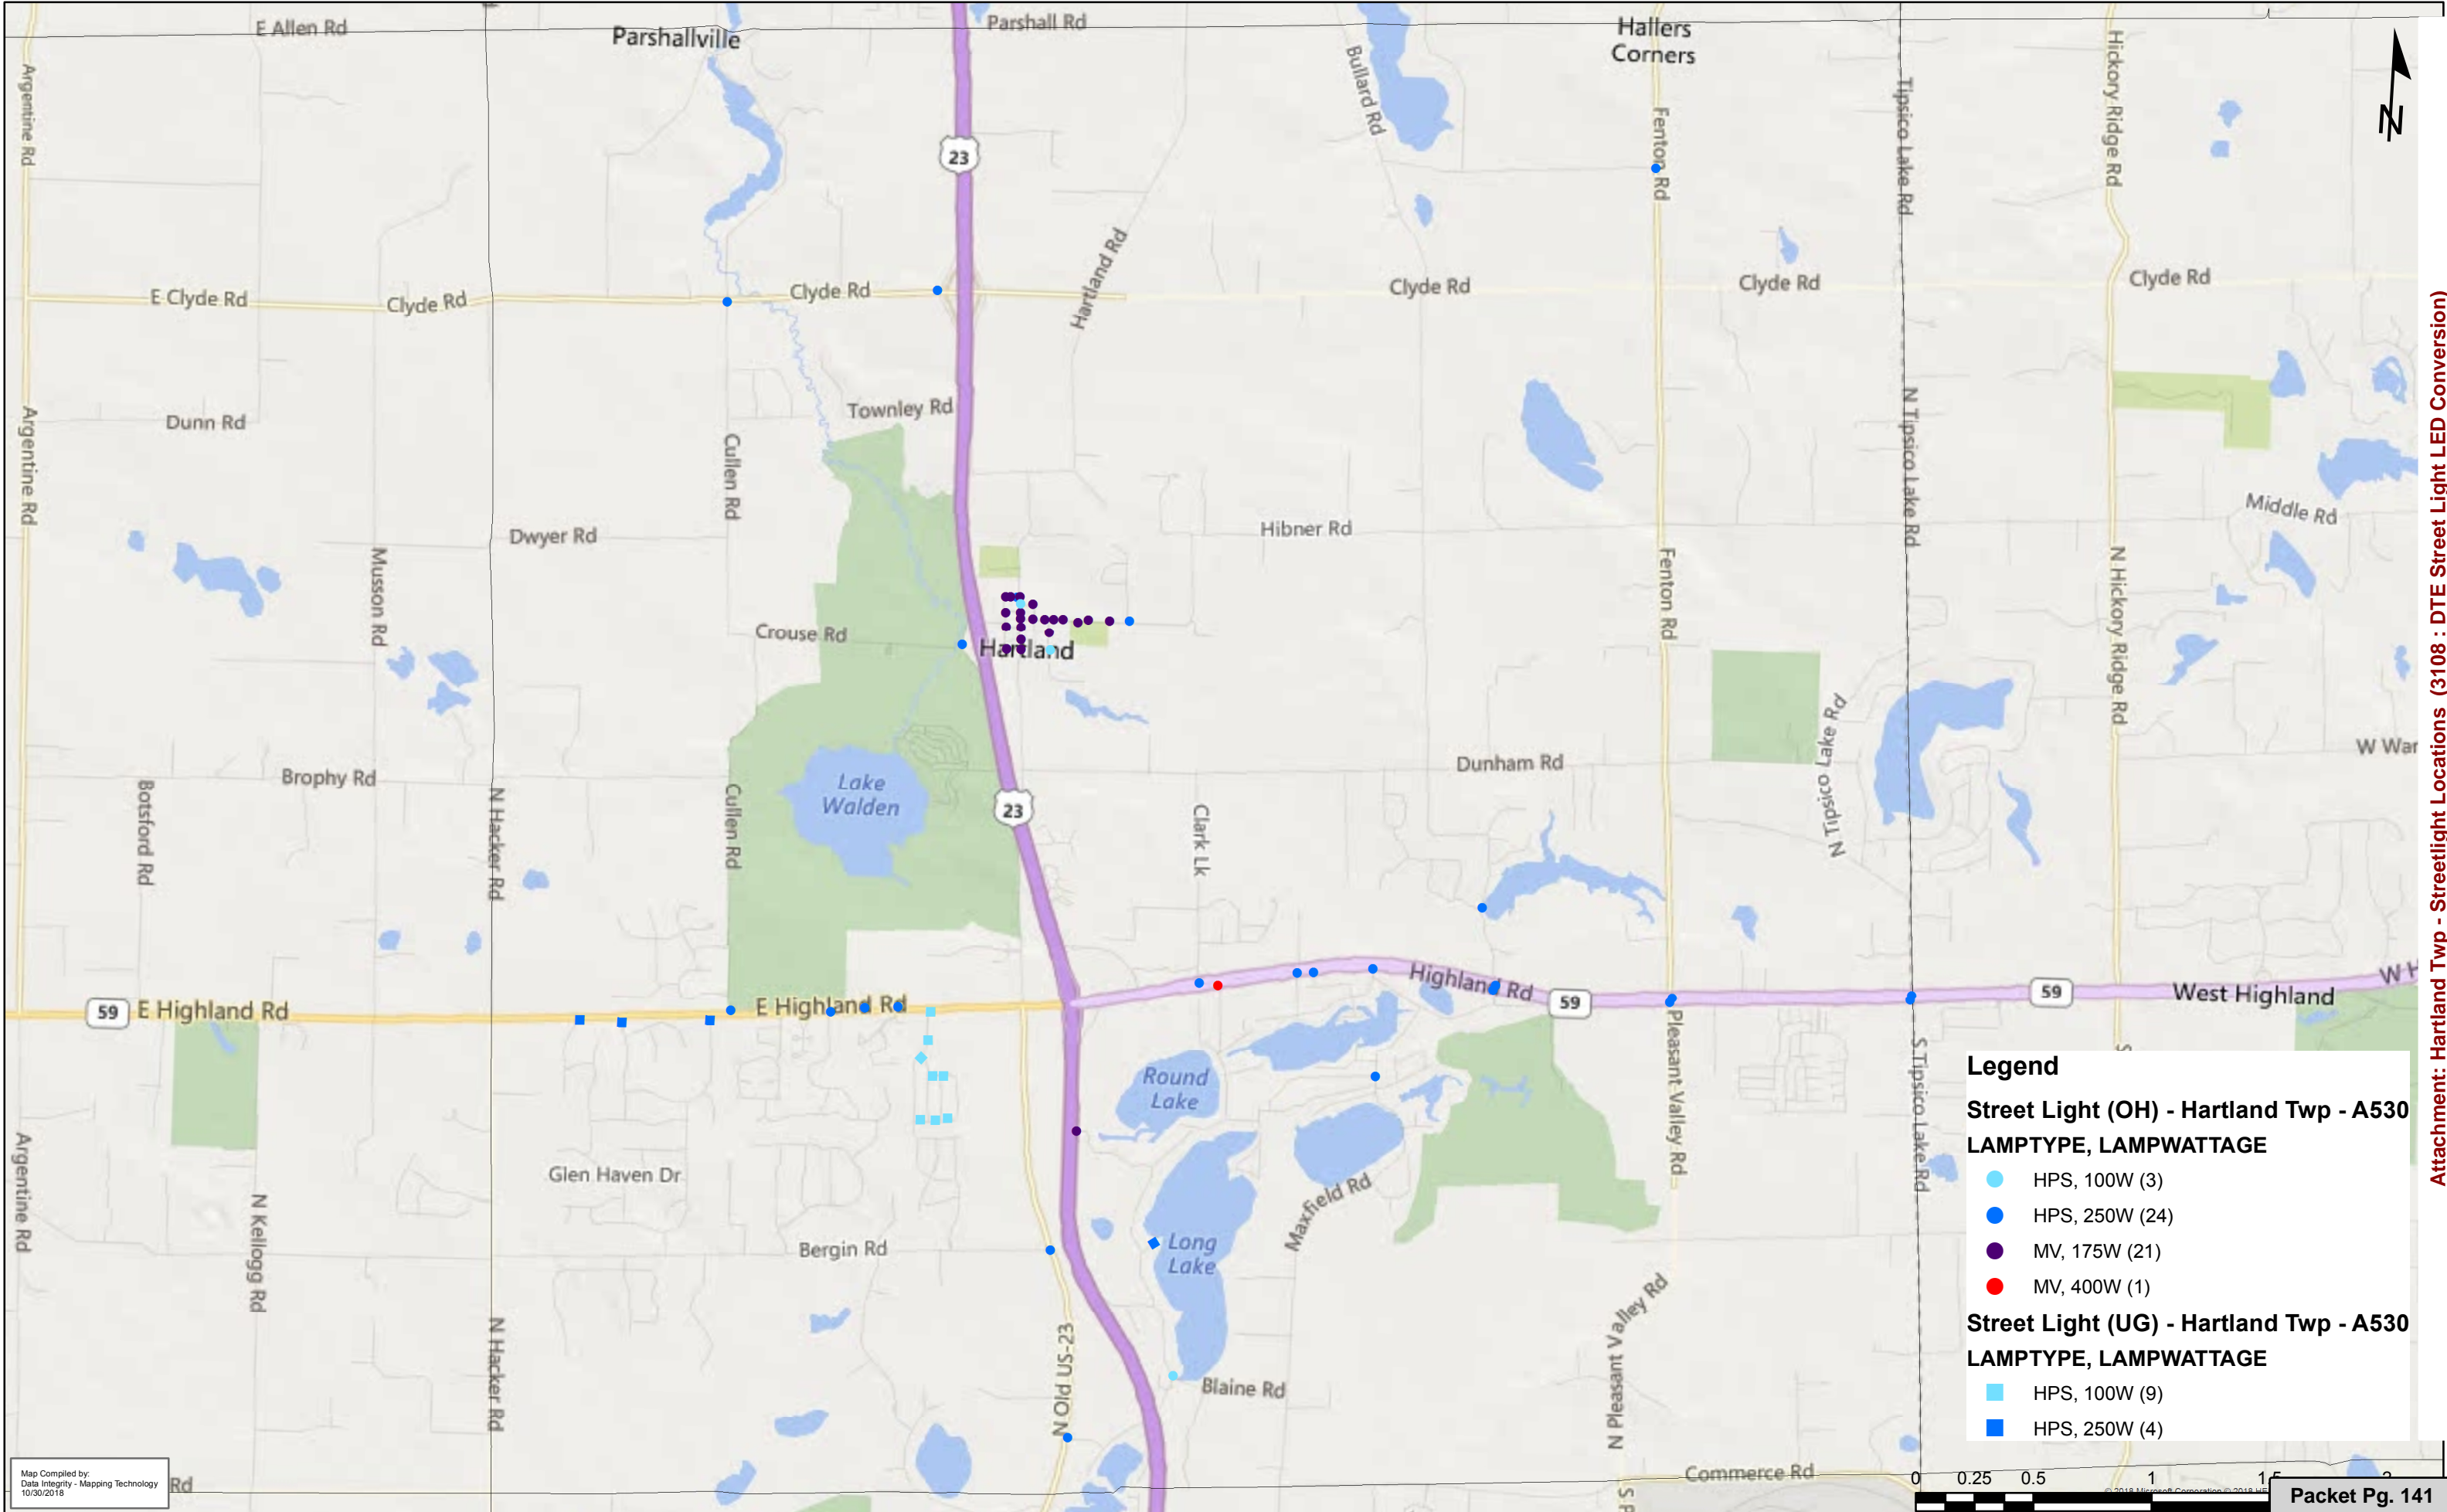 E Allen Rd
Parshallville
Parshall Rd
Hallers
Corners
N
Argentine Rd
Bullard Rd
Fenton Rd
Tipsico Lake Rd
Hickory Ridge Rd
23
Hartland Rd
E Clyde Rd
Clyde Rd
Clyde Rd
Clyde Rd
Clyde Rd
Clyde Rd
Townley Rd
Dunn Rd
Argentine Rd
Cullen Rd
N Tipsico Lake Rd
Middle Rd
Dwyer Rd
Hibner Rd
Musson Rd
Fenton Rd
N Hickory Ridge Rd
Crouse Rd
Hartland
N Tipsico Lake Rd
W War
Brophy Rd
Dunham Rd
Lake
Walden
23
Botsford Rd
N Hacker Rd
Cullen Rd
Clark Lk
59
E Highland Rd
E Highland Rd
Highland Rd
59
59
West Highland
W H
Pleasant Valley Rd
S Tipsico Lake Rd
S
Round
Lake
Argentine Rd
Glen Haven Dr
N Kellogg Rd
Bergin Rd
Maxfield Rd
Long
Lake
N Pleasant Valley Rd
N Hacker Rd
N Old US-23
Blaine Rd
Commerce Rd
Rd
S P
Legend
Street Light (OH) - Hartland Twp - A530
LAMPTYPE, LAMPWATTAGE
HPS, 100W (3)
HPS, 250W (24)
MV, 175W (21)
MV, 400W (1)
Street Light (UG) - Hartland Twp - A530
LAMPTYPE, LAMPWATTAGE
HPS, 100W (9)
HPS, 250W (4)
0 0.25 0.5 1
© 2018 Microsoft Corporation © 2018 HE
Map Compiled by:
Data Integrity - Mapping Technology
10/30/2018
Packet Pg. 141
Attachment: Hartland Twp - Streetlight Locations (3108 : DTE Street Light LED Conversion)